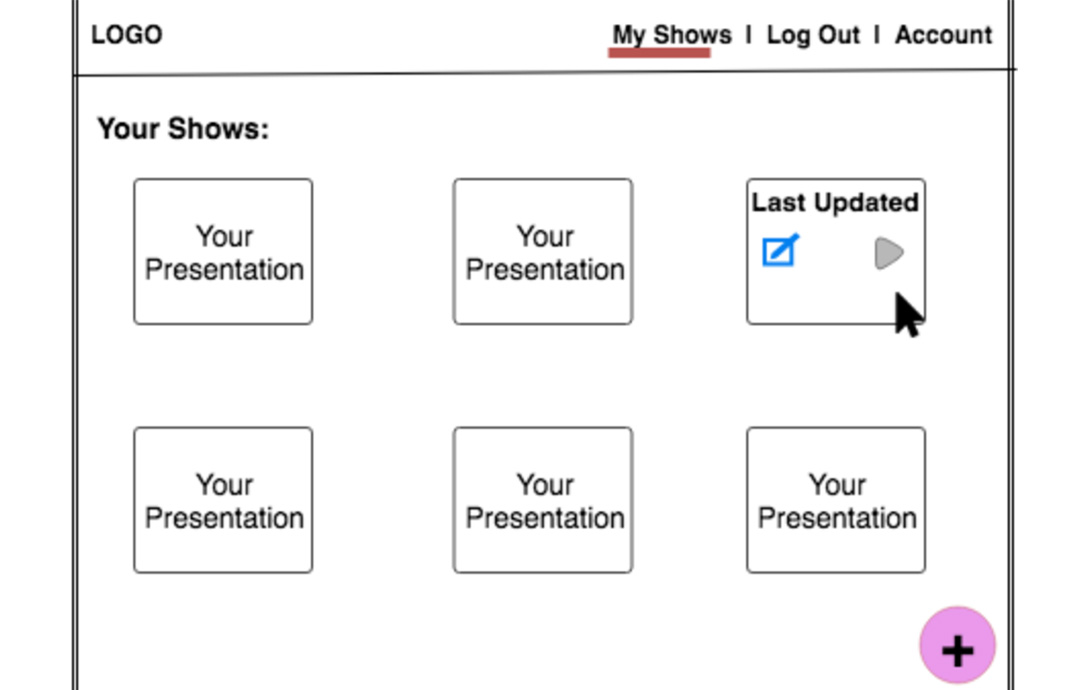 LOGO
My Shows | Log Out | Account
Your Shows:
Your
Presentation
Your
Presentation
Last Updated
Your
Presentation
Your
Presentation
Your
Presentation
+